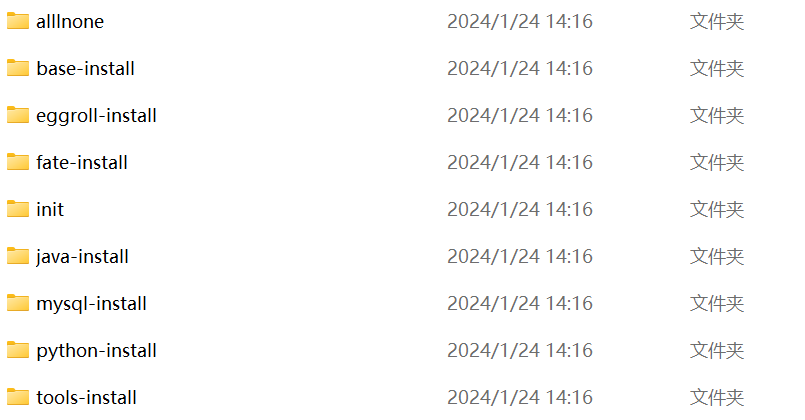 allInone 2024/1/24 14:16 文件夹
base-install 2024/1/24 14:16 文件夹
eggroll-install 2024/1/24 14:16 文件夹
fate-install 2024/1/24 14:16 文件夹
init 2024/1/24 14:16 文件夹
java-install 2024/1/24 14:16 文件夹
mysql-install 2024/1/24 14:16 文件夹
python-install 2024/1/24 14:16 文件夹
tools-install 2024/1/24 14:16 文件夹